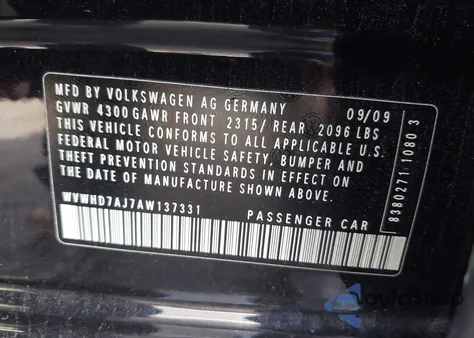 MFD BY VOLKSWAGEN AG GERMANY 09/09
GVWR 4300 GAWR FRONT 2315/ REAR 2096 LBS
THIS VEHICLE CONFORMS TO ALL APPLICABLE U.S.
FEDERAL MOTOR VEHICLE SAFETY, BUMPER AND
THEFT PREVENTION STANDARDS IN EFFECT ON
THE DATE OF MANUFACTURE SHOWN ABOVE.
WVWHD7AJ7AW137331 PASSENGER CAR
8380271 1080 3
autosnap